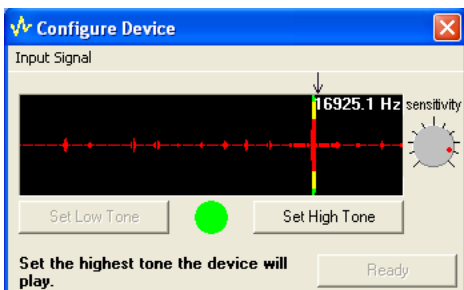 Configure Device
Input Signal
16925.1 Hz sensitivity
Set Low Tone
Set High Tone
Set the highest tone the device will
play.
Ready